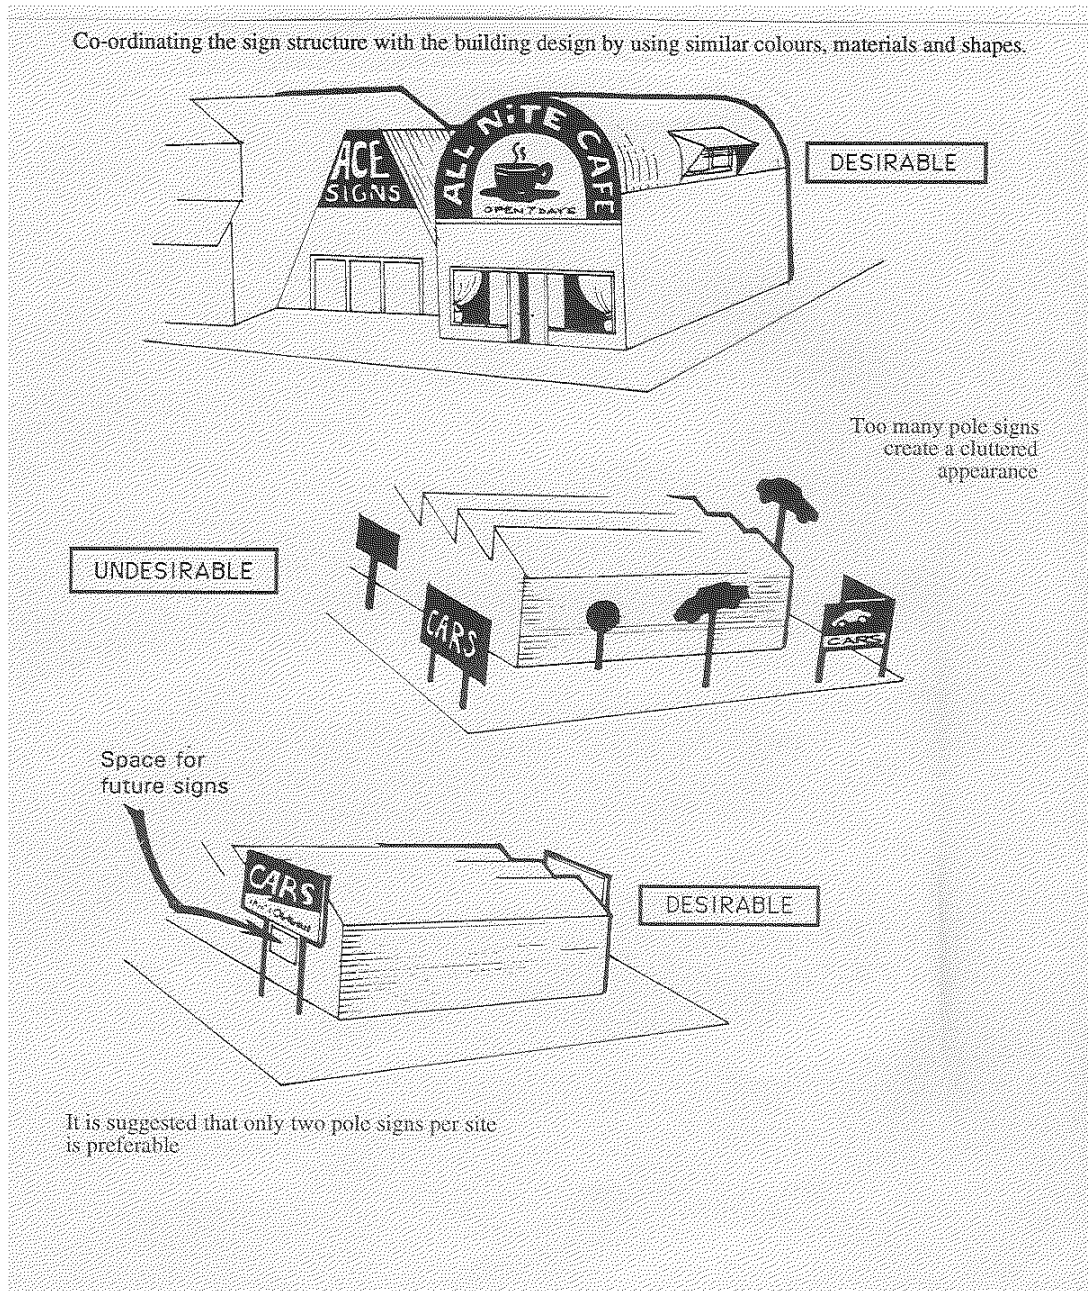 Co-ordinating the sign structure with the building design by using similar colours, materials and shapes.
ACE
SIGNS
ALL NiTE CAFE
OPEN 7 DAYS
DESIRABLE
Too many pole signs
create a cluttered
appearance
UNDESIRABLE
CARS
CARS
Space for
future signs
CARS
DESIRABLE
It is suggested that only two pole signs per site
is preferable